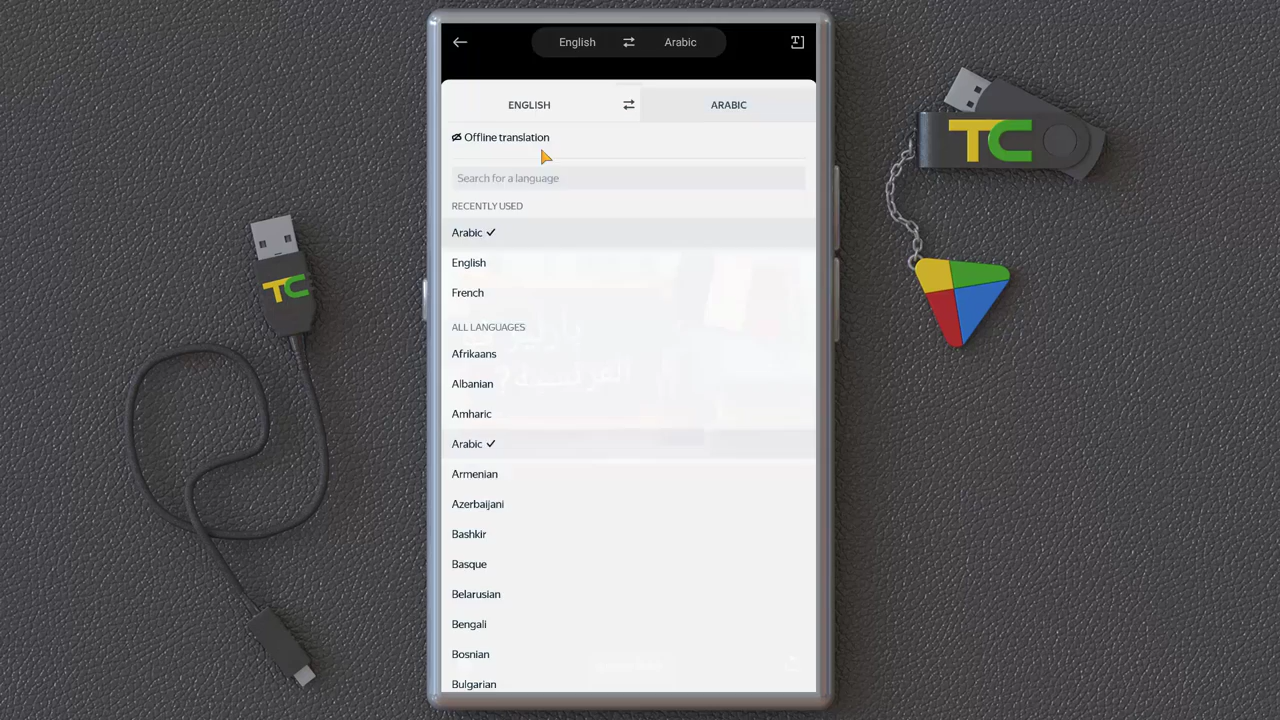 English
Arabic
ENGLISH
ARABIC
Offline translation
Search for a language
RECENTLY USED
Arabic
English
French
ALL LANGUAGES
Afrikaans
Albanian
Amharic
Arabic
Armenian
Azerbaijani
Bashkir
Basque
Belarusian
Bengali
Bosnian
Bulgarian
TC
TC